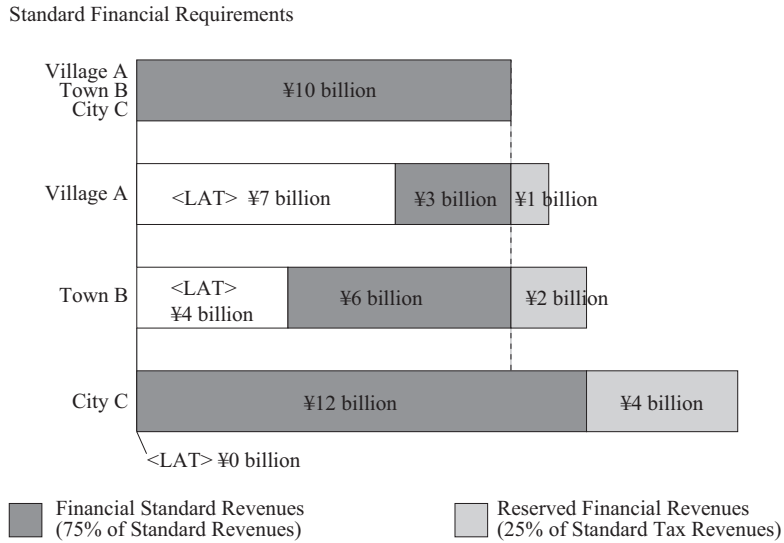 Standard Financial Requirements
Village A
Town B
City C
¥10 billion
Village A
<LAT> ¥7 billion
¥3 billion
¥1 billion
Town B
<LAT>
¥4 billion
¥6 billion
¥2 billion
City C
¥12 billion
¥4 billion
<LAT> ¥0 billion
Financial Standard Revenues
(75% of Standard Revenues)
Reserved Financial Revenues
(25% of Standard Tax Revenues)